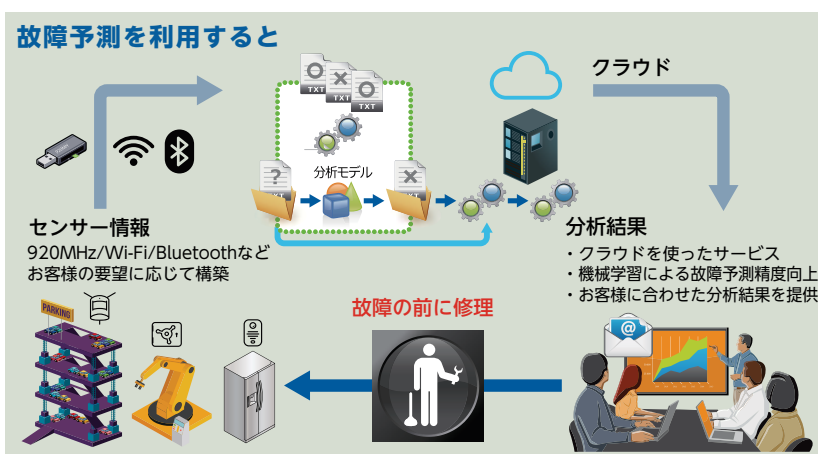 故障予測を利用すると
TXT
TXT
TXT
クラウド
分析モデル
?
センサー情報
920MHz/Wi-Fi/Bluetoothなど
お客様の要望に応じて構築
分析結果
・クラウドを使ったサービス
・機械学習による故障予測精度向上
・お客様に合わせた分析結果を提供
故障の前に修理
PARKING
@